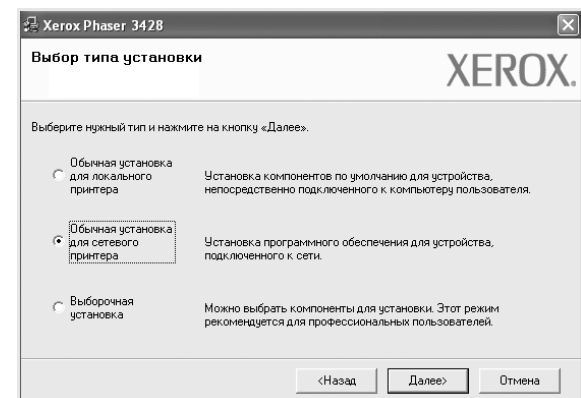 Xerox Phaser 3428
Выбор типа установки
XEROX.
Выберите нужный тип и нажмите на кнопку «Далее».
Обычная установка
для локального
принтера
Установка компонентов по умолчанию для устройства,
непосредственно подключенного к компьютеру пользователя.
Обычная установка
для сетевого
принтера
Установка программного обеспечения для устройства,
подключенного к сети.
Выборочная
установка
Можно выбрать компоненты для установки. Этот режим
рекомендуется для профессиональных пользователей.
<Назад
Далее>
Отмена